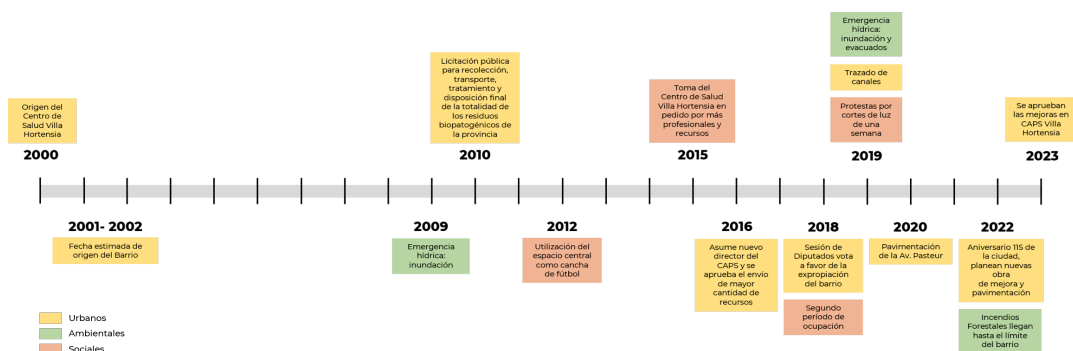 Origen del
Centro de
Salud Villa
Hortensia
2000
Licitación pública
para recolección,
transporte,
tratamiento y
disposición final
de la totalidad de
los residuos
biopatogénicos de
la provincia
2010
Toma del
Centro de Salud
Villa Hortensia en
pedido por más
profesionales y
recursos
2015
Emergencia
hídrica:
inundación y
evacuados
Trazado de
canales
Protestas por
cortes de luz
de una
semana
2019
Se aprueban
las mejoras en
CAPS Villa
Hortensia
2023
2001- 2002
Fecha estimada de
origen del Barrio
2009
Emergencia
hídrica:
inundación
2012
Utilización del
espacio central
como cancha
de fútbol
2016
Asume nuevo
director del
CAPS y se
aprueba el envío
de mayor
cantidad de
recursos
2018
Sesión de
Diputados vota
a favor de la
expropiación del
barrio
Segundo
período de
ocupación
2020
Pavimentación
de la Av. Pasteur
2022
Aniversario 115 de
la ciudad,
planean nuevas
obra
de mejora y
pavimentación
Incendios
Forestales llegan
hasta el límite
del barrio
Urbanos
Ambientales
Sociales